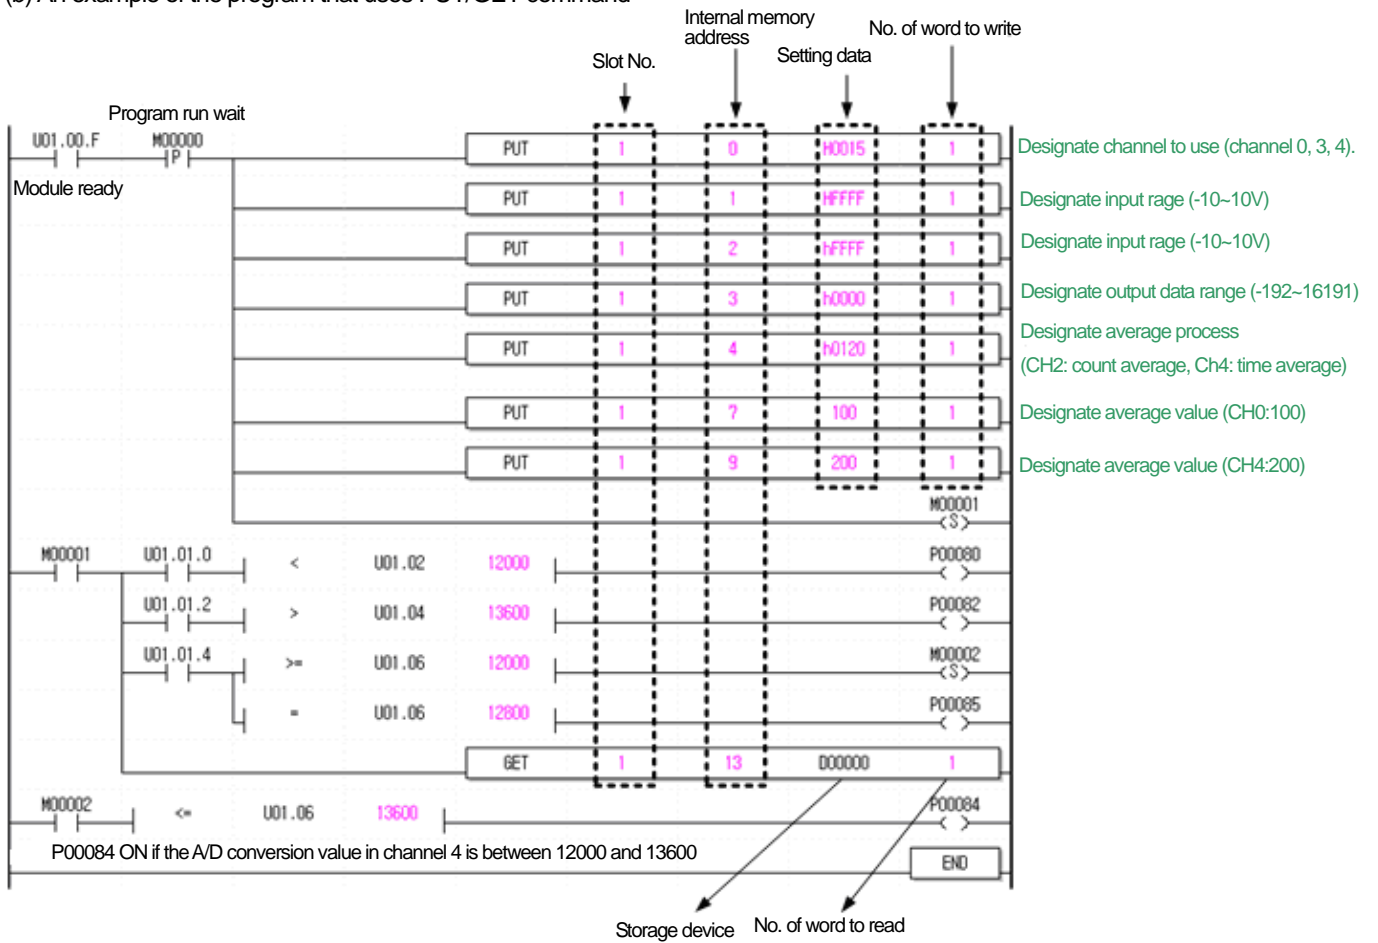 (b) An example of the program that uses PUT/GET command
Internal memory
address
No. of word to write
Slot No.
Setting data
Program run wait
U01.00.F M00000 PUT 1 0 H0015 1 Designate channel to use (channel 0, 3, 4).
P
Module ready
PUT 1 1 HFFFF 1 Designate input rage (-10~10V)
PUT 1 2 hFFFF 1 Designate input rage (-10~10V)
PUT 1 3 h0000 1 Designate output data range (-192~16191)
PUT 1 4 h0120 1 Designate average process
(CH2: count average, Ch4: time average)
PUT 1 7 100 1 Designate average value (CH0:100)
PUT 1 9 200 1 Designate average value (CH4:200)
M00001
S
M00001 U01.01.0 < U01.02 12000 P00080
U01.01.2 > U01.04 13600 P00082
U01.01.4 >= U01.06 12000 M00002
S
= U01.06 12800 P00085
GET 1 13 D00000 1
M00002 <= U01.06 13600 P00084
P00084 ON if the A/D conversion value in channel 4 is between 12000 and 13600
END
Storage device No. of word to read